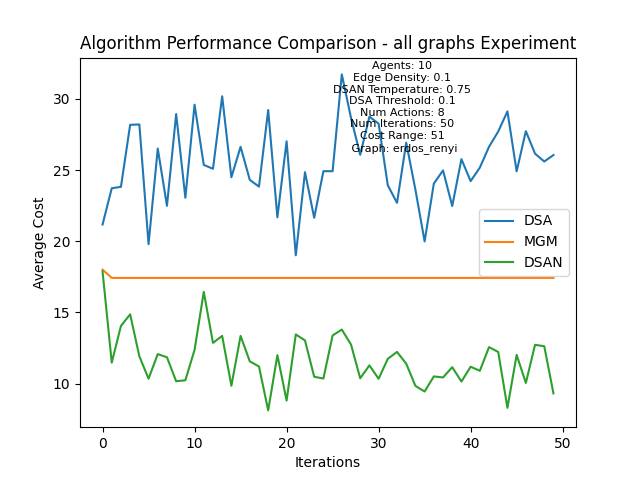 Algorithm Performance Comparison - all graphs Experiment
Agents: 10
Edge Density: 0.1
DSAN Temperature: 0.75
DSA Threshold: 0.1
Num Actions: 8
Num Iterations: 50
Cost Range: 51
Graph: erdos_renyi
30
25
20
15
10
Average Cost
DSA
MGM
DSAN
0 10 20 30 40 50
Iterations